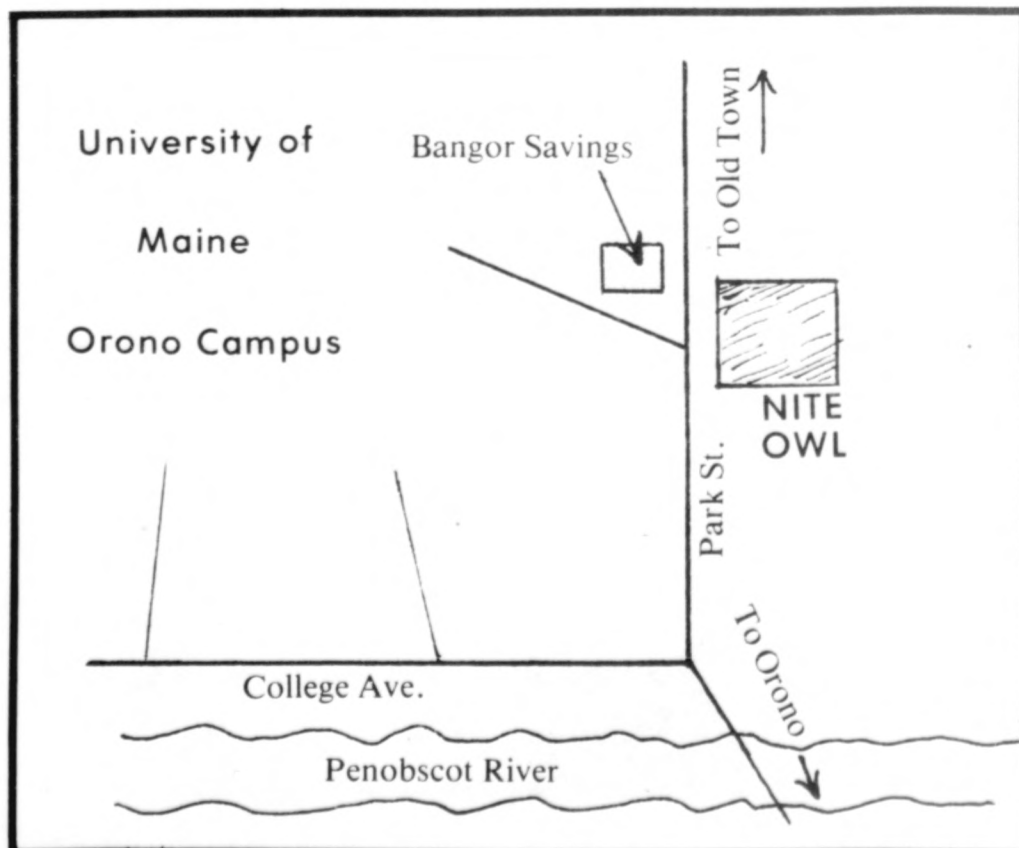 University of
Maine
Orono Campus
Bangor Savings
To Old Town
NITE
OWL
Park St.
To Orono
College Ave.
Penobscot River